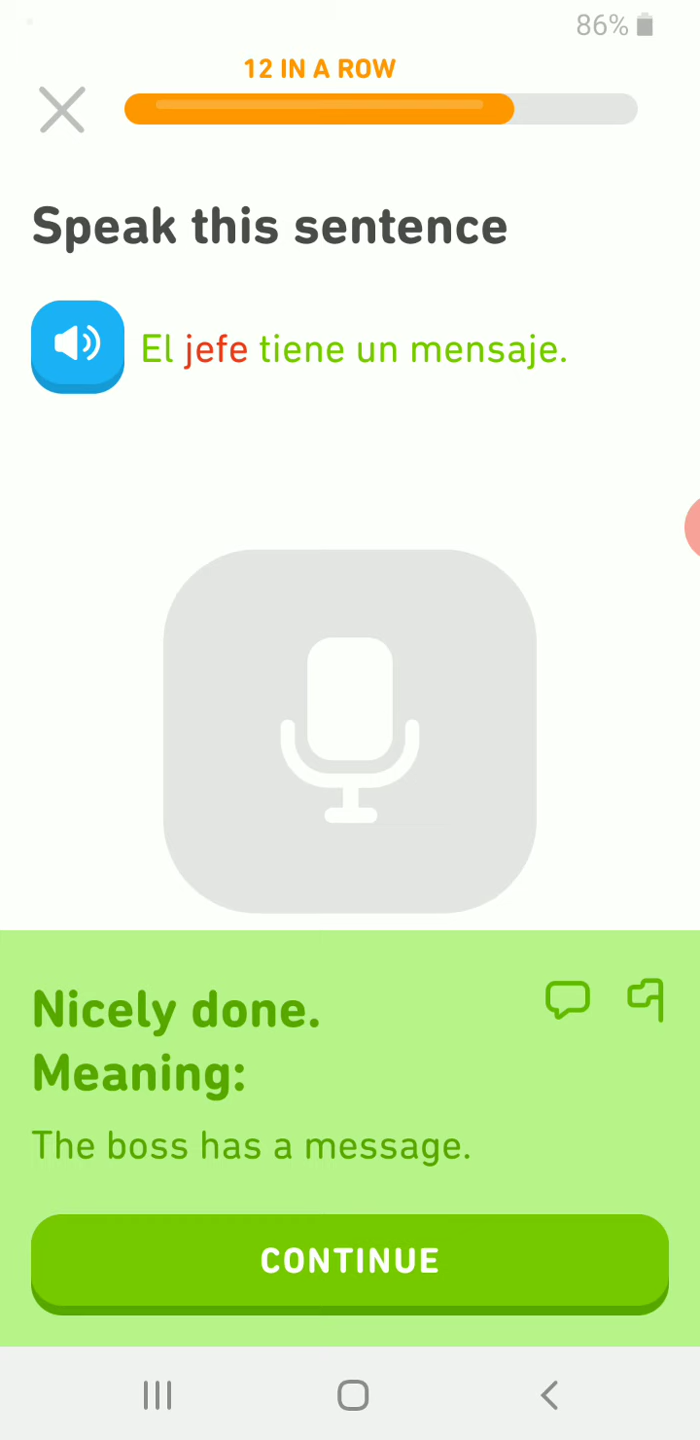 86%
12 IN A ROW
Speak this sentence
El jefe tiene un mensaje.
Nicely done.
Meaning:
The boss has a message.
CONTINUE